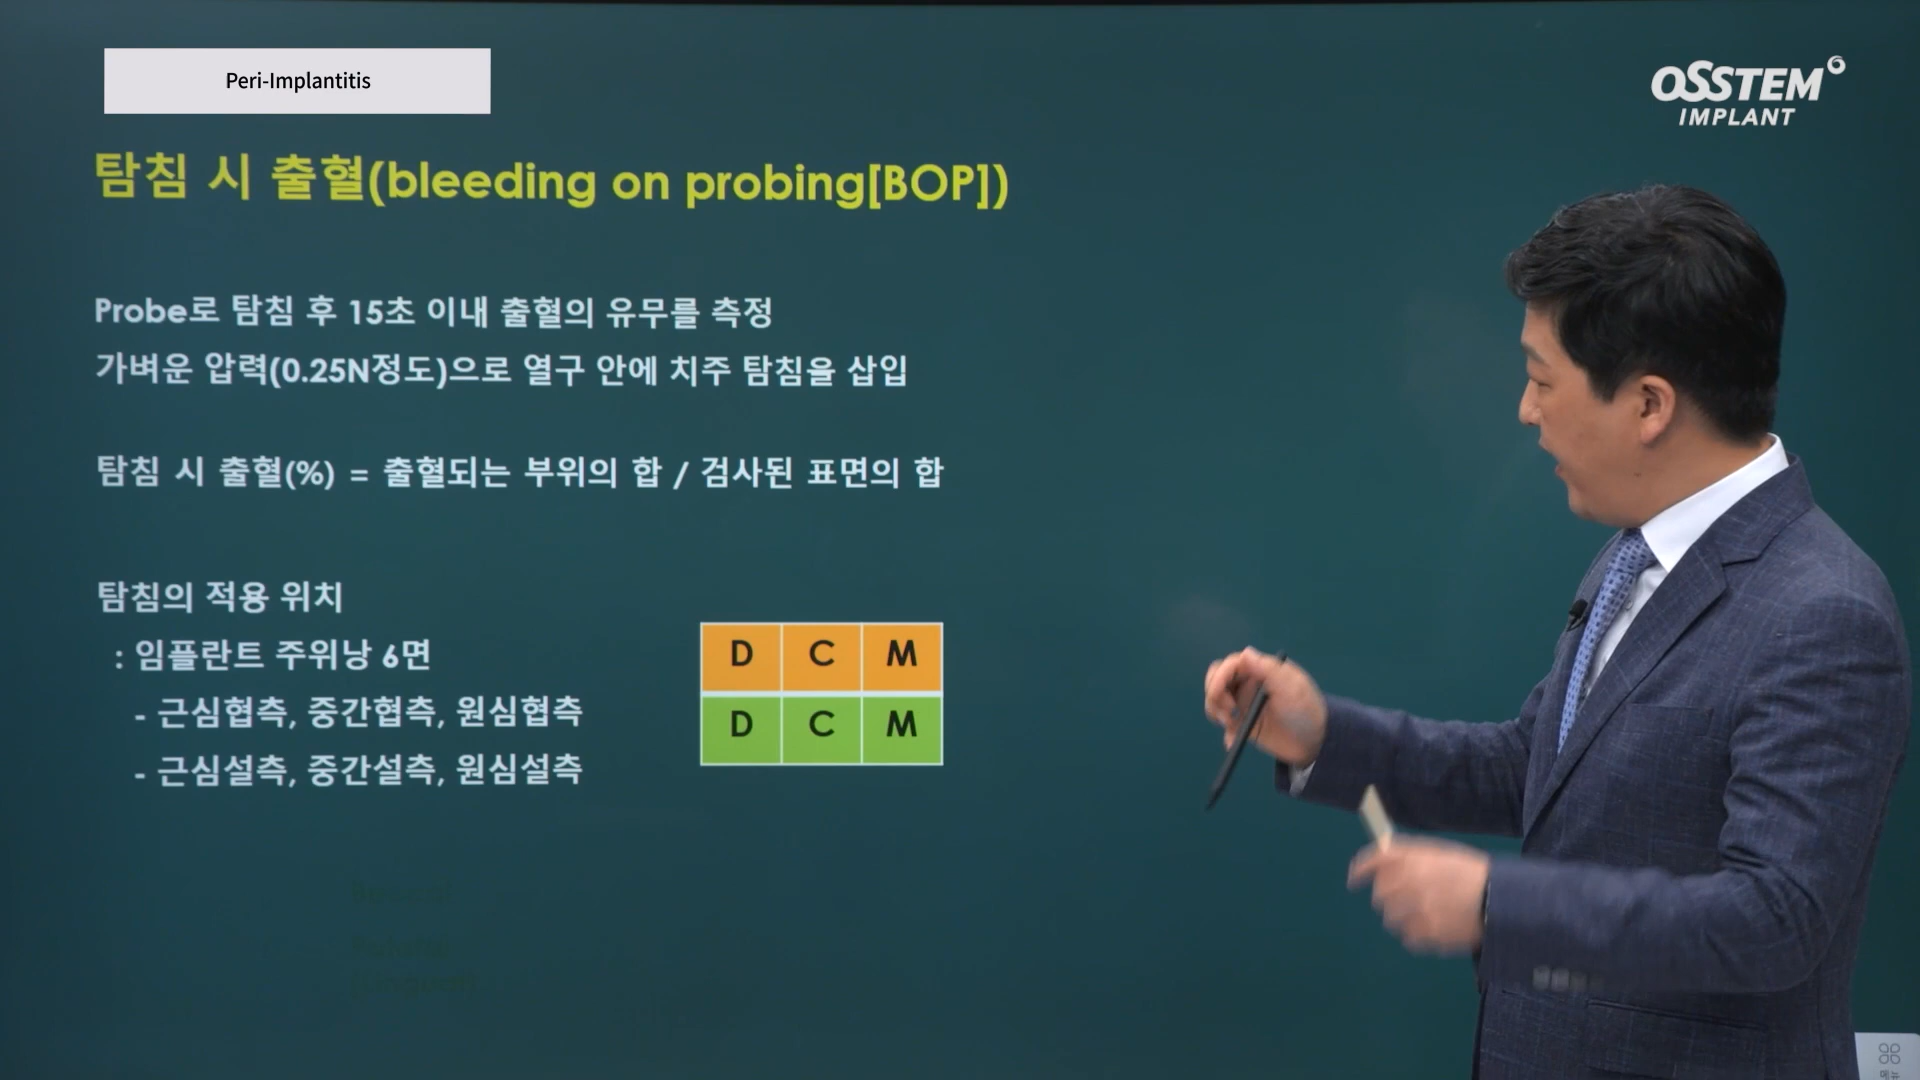 Peri-Implantitis
OSSTEM
IMPLANT
탐침 시 출혈(bleeding on probing[BOP])
Probe로 탐침 후 15초 이내 출혈의 유무를 측정
가벼운 압력(0.25N정도)으로 열구 안에 치주 탐침을 삽입
탐침 시 출혈(%) = 출혈되는 부위의 합 / 검사된 표면의 합
탐침의 적용 위치
: 임플란트 주위낭 6면
- 근심협측, 중간협측, 원심협측
- 근심설측, 중간설측, 원심설측
D C M
D C M